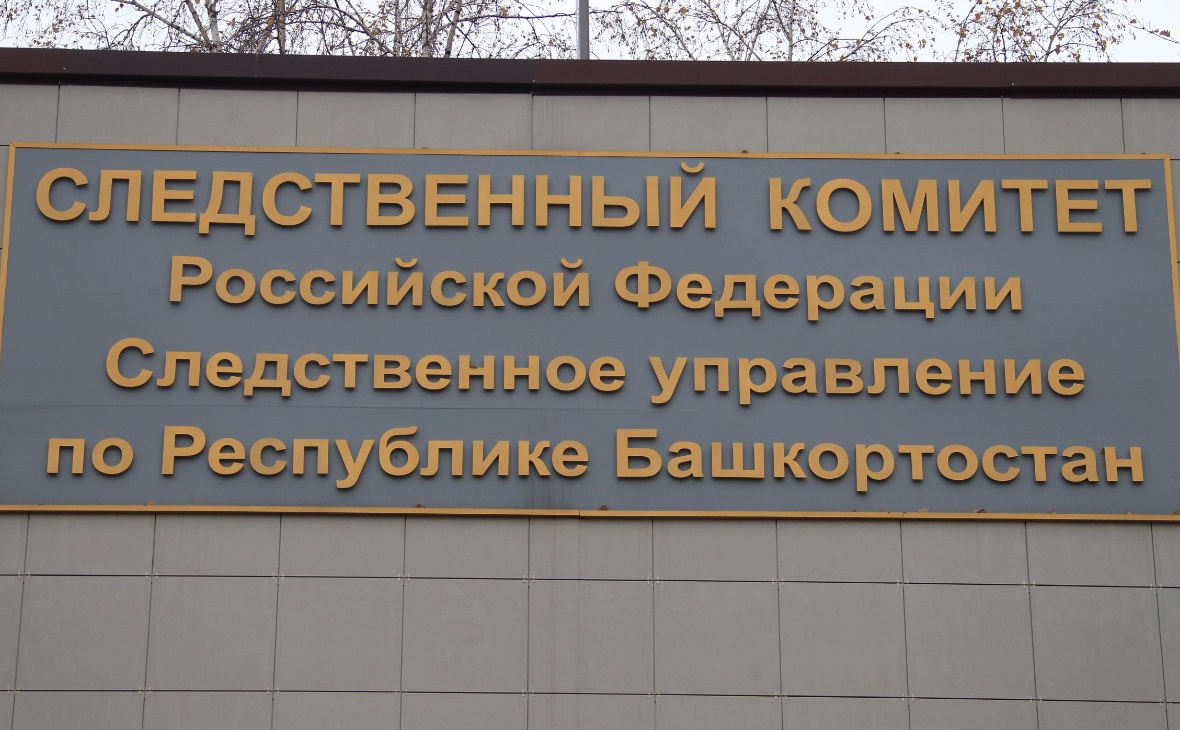 СЛЕДСТВЕННЫЙ КОМИТЕТ
Российской Федерации
Следственное управление
по Республике Башкортостан